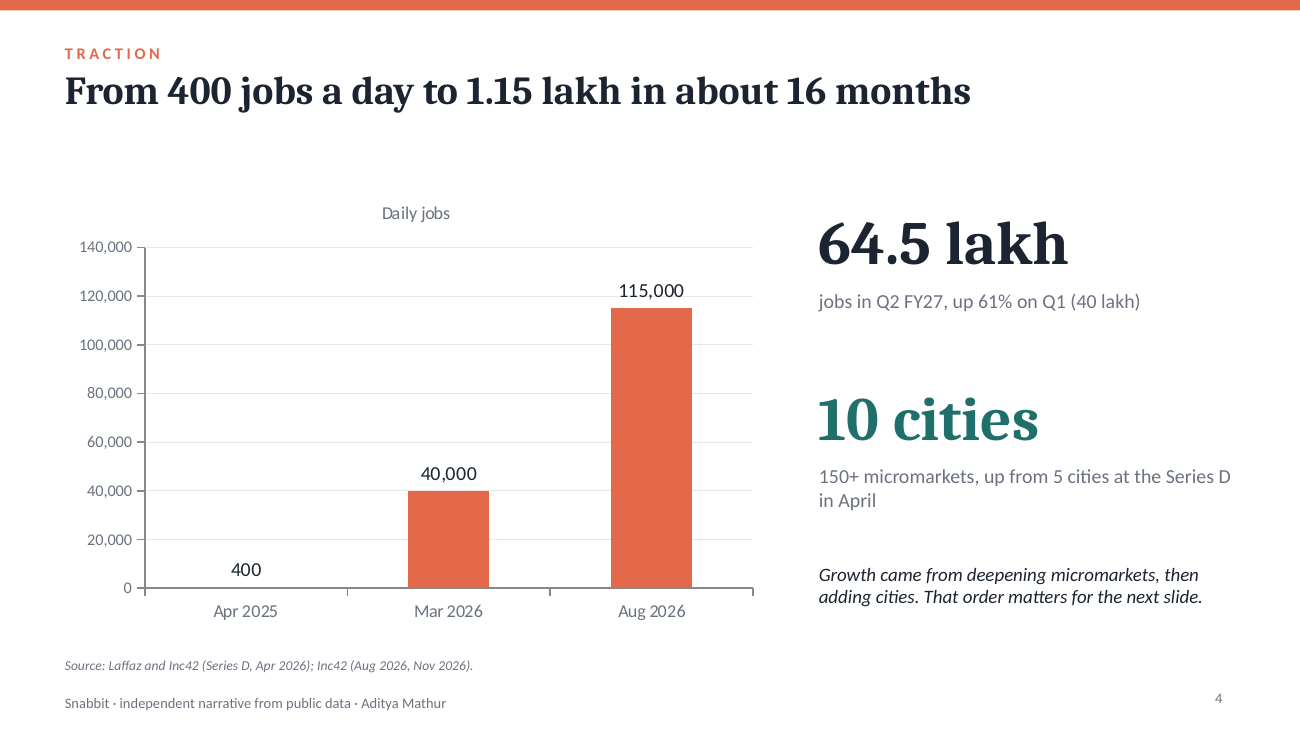 TRACTION
From 400 jobs a day to 1.15 lakh in about 16 months
Daily jobs
140,000
120,000
100,000
80,000
60,000
40,000
20,000
0
400
40,000
115,000
Apr 2025
Mar 2026
Aug 2026
64.5 lakh
jobs in Q2 FY27, up 61% on Q1 (40 lakh)
10 cities
150+ micromarkets, up from 5 cities at the Series D
in April
Growth came from deepening micromarkets, then
adding cities. That order matters for the next slide.
Source: Laffaz and Inc42 (Series D, Apr 2026); Inc42 (Aug 2026, Nov 2026).
Snabbit · independent narrative from public data · Aditya Mathur
4